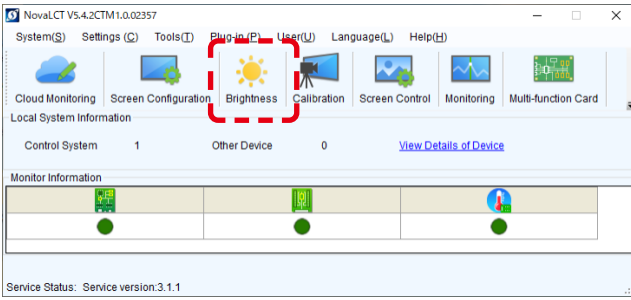 NovaLCT V5.4.2CTM1.0.02357
System(S) Settings (C) Tools(T) Plug-in (P) User(U) Language(L) Help(H)
Cloud Monitoring Screen Configuration Brightness Calibration Screen Control Monitoring Multi-function Card
Local System Information
Control System 1 Other Device 0 View Details of Device
Monitor Information
Service Status: Service version:3.1.1